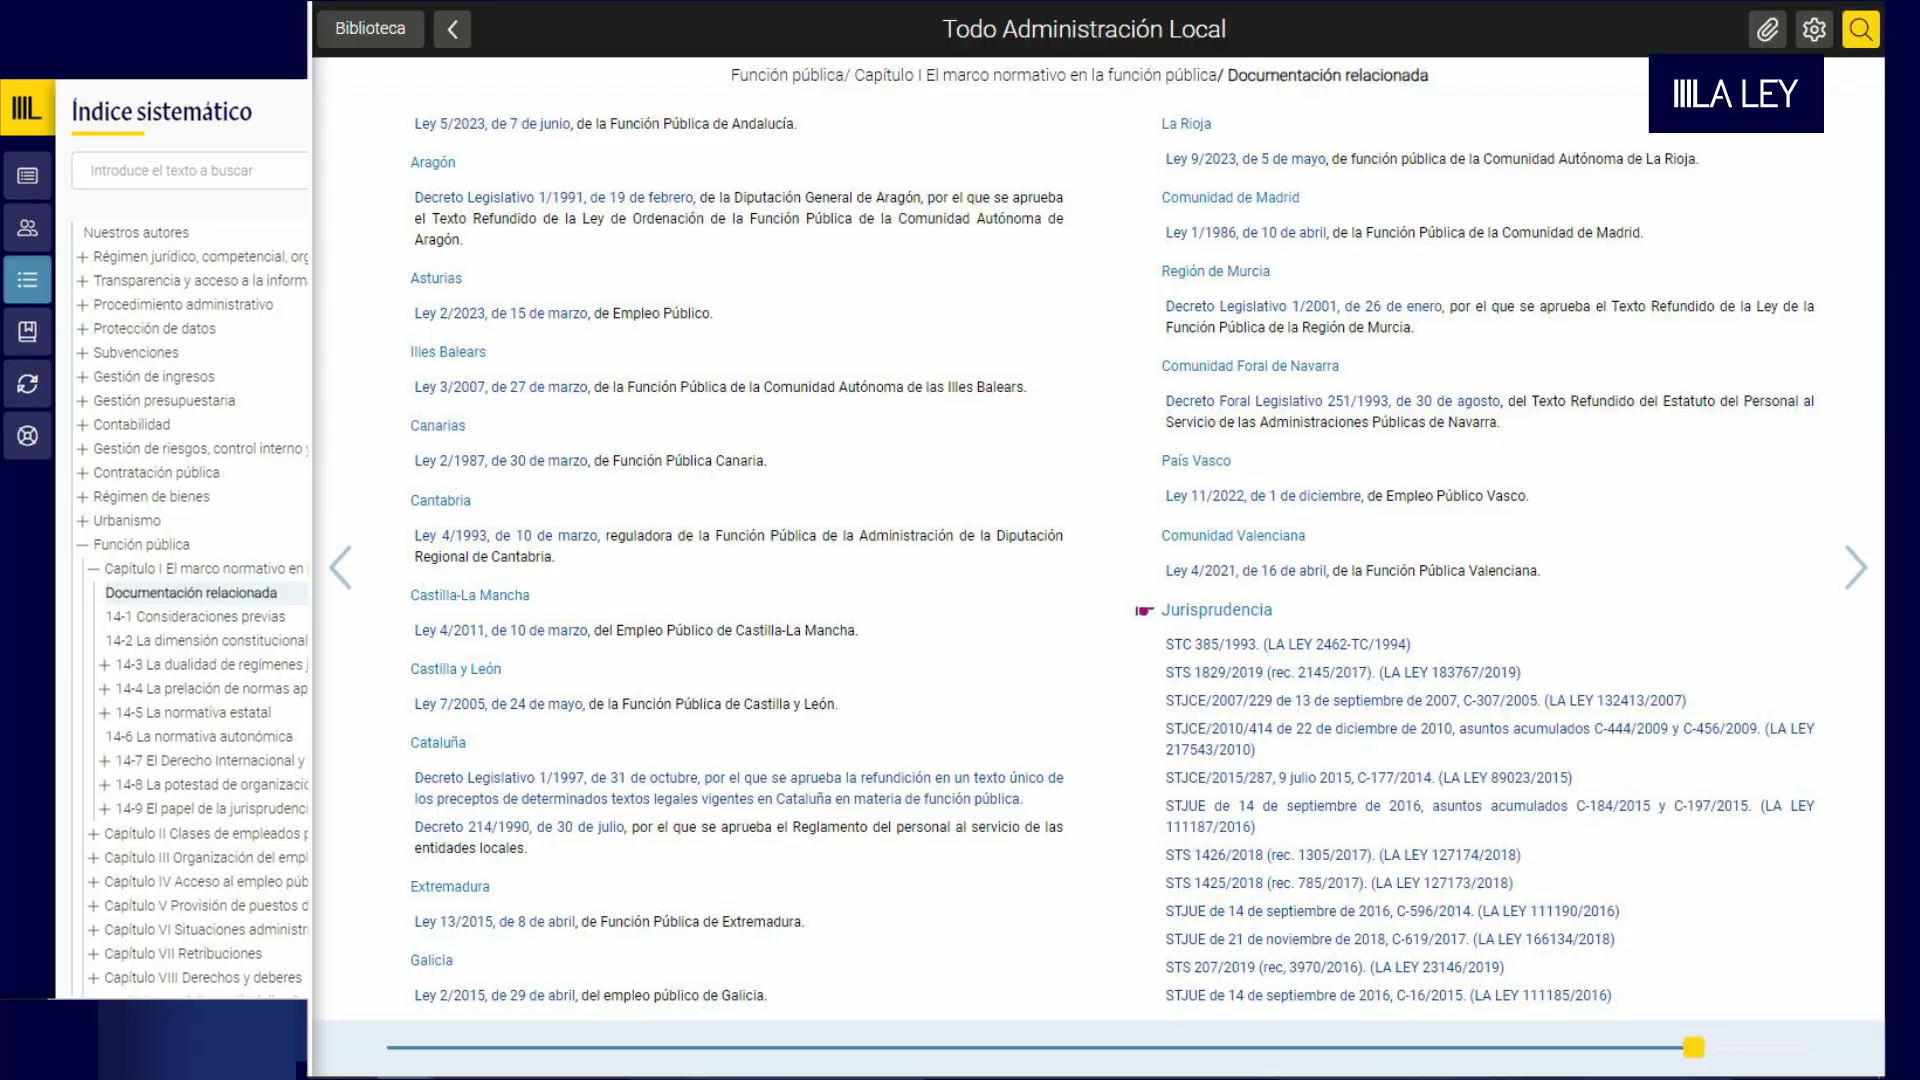 Biblioteca
Todo Administración Local
LA LEY
Función pública/ Capítulo I El marco normativo en la función pública/ Documentación relacionada
Índice sistemático
Introduce el texto a buscar
Nuestros autores
Régimen jurídico, competencial, org
Transparencia y acceso a la inform
Procedimiento administrativo
Protección de datos
Subvenciones
Gestión de ingresos
Gestión presupuestaria
Contabilidad
Gestión de riesgos, control interno y
Contratación pública
Régimen de bienes
Urbanismo
Función pública
Capítulo I El marco normativo en
Documentación relacionada
14-1 Consideraciones previas
14-2 La dimensión constitucional
14-3 La dualidad de regímenes j
14-4 La prelación de normas ap
14-5 La normativa estatal
14-6 La normativa autonómica
14-7 El Derecho Internacional y
14-8 La potestad de organizació
14-9 El papel de la jurisprudenci
Capítulo II Clases de empleados p
Capítulo III Organización del empl
Capítulo IV Acceso al empleo púb
Capítulo V Provisión de puestos d
Capítulo VI Situaciones administra
Capítulo VII Retribuciones
Capítulo VIII Derechos y deberes
Ley 5/2023, de 7 de junio, de la Función Pública de Andalucía.
Aragón
Decreto Legislativo 1/1991, de 19 de febrero, de la Diputación General de Aragón, por el que se aprueba
el Texto Refundido de la Ley de Ordenación de la Función Pública de la Comunidad Autónoma de
Aragón.
Asturias
Ley 2/2023, de 15 de marzo, de Empleo Público.
Illes Balears
Ley 3/2007, de 27 de marzo, de la Función Pública de la Comunidad Autónoma de las Illes Balears.
Canarias
Ley 2/1987, de 30 de marzo, de Función Pública Canaria.
Cantabria
Ley 4/1993, de 10 de marzo, reguladora de la Función Pública de la Administración de la Diputación
Regional de Cantabria.
Castilla-La Mancha
Ley 4/2011, de 10 de marzo, del Empleo Público de Castilla-La Mancha.
Castilla y León
Ley 7/2005, de 24 de mayo, de la Función Pública de Castilla y León.
Cataluña
Decreto Legislativo 1/1997, de 31 de octubre, por el que se aprueba la refundición en un texto único de
los preceptos de determinados textos legales vigentes en Cataluña en materia de función pública.
Decreto 214/1990, de 30 de julio, por el que se aprueba el Reglamento del personal al servicio de las
entidades locales.
Extremadura
Ley 13/2015, de 8 de abril, de Función Pública de Extremadura.
Galicia
Ley 2/2015, de 29 de abril, del empleo público de Galicia.
La Rioja
Ley 9/2023, de 5 de mayo, de función pública de la Comunidad Autónoma de La Rioja.
Comunidad de Madrid
Ley 1/1986, de 10 de abril, de la Función Pública de la Comunidad de Madrid.
Región de Murcia
Decreto Legislativo 1/2001, de 26 de enero, por el que se aprueba el Texto Refundido de la Ley de la
Función Pública de la Región de Murcia.
Comunidad Foral de Navarra
Decreto Foral Legislativo 251/1993, de 30 de agosto, del Texto Refundido del Estatuto del Personal al
Servicio de las Administraciones Públicas de Navarra.
País Vasco
Ley 11/2022, de 1 de diciembre, de Empleo Público Vasco.
Comunidad Valenciana
Ley 4/2021, de 16 de abril, de la Función Pública Valenciana.
Jurisprudencia
STC 385/1993. (LA LEY 2462-TC/1994)
STS 1829/2019 (rec. 2145/2017). (LA LEY 183767/2019)
STJCE/2007/229 de 13 de septiembre de 2007, C-307/2005. (LA LEY 132413/2007)
STJCE/2010/414 de 22 de diciembre de 2010, asuntos acumulados C-444/2009 y C-456/2009. (LA LEY
217543/2010)
STJCE/2015/287, 9 julio 2015, C-177/2014. (LA LEY 89023/2015)
STJUE de 14 de septiembre de 2016, asuntos acumulados C-184/2015 y C-197/2015. (LA LEY
111187/2016)
STS 1426/2018 (rec. 1305/2017). (LA LEY 127174/2018)
STS 1425/2018 (rec. 785/2017). (LA LEY 127173/2018)
STJUE de 14 de septiembre de 2016, C-596/2014. (LA LEY 111190/2016)
STJUE de 21 de noviembre de 2018, C-619/2017. (LA LEY 166134/2018)
STS 207/2019 (rec, 3970/2016). (LA LEY 23146/2019)
STJUE de 14 de septiembre de 2016, C-16/2015. (LA LEY 111185/2016)